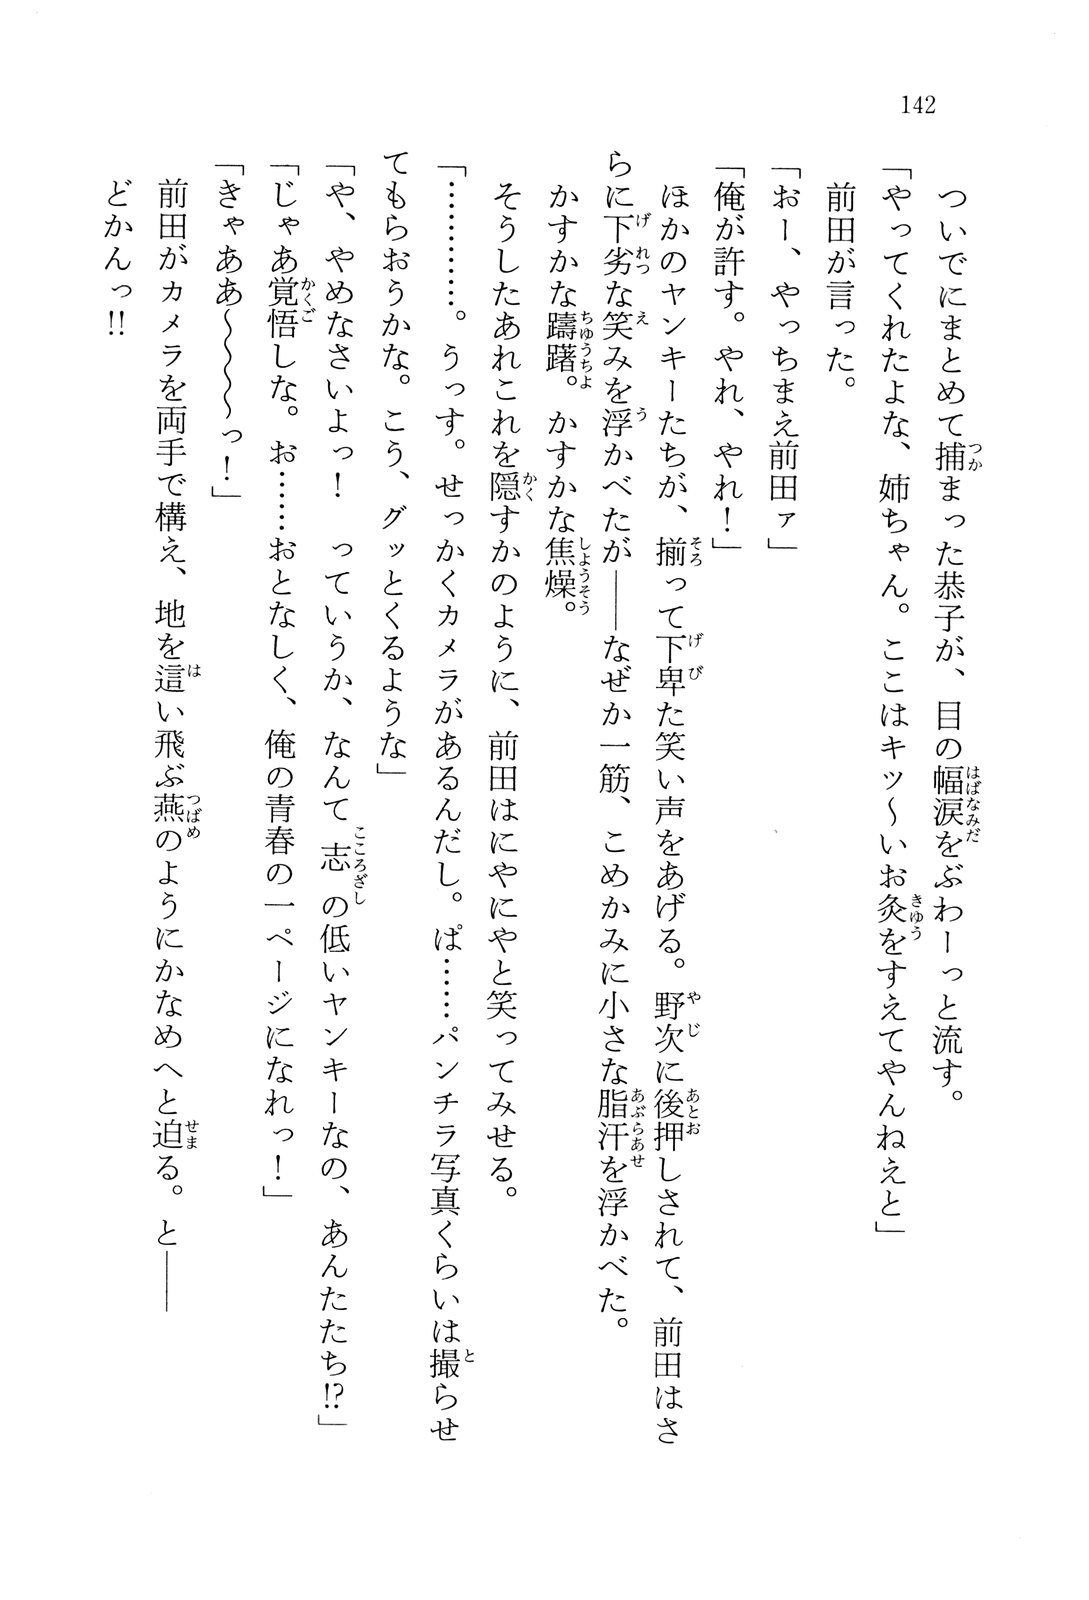 142
ついでにまとめて捕まった恭子が、目の幅涙をぶわーっと流す。
「やってくれたよな、姉ちゃん。ここはキッ〜いお灸をすえてやんねえと」
前田が言った。
「おー、やっちまえ前田ァ」
「俺が許す。やれ、やれ！」
ほかのヤンキーたちが、揃って下卑た笑い声をあげる。野次に後押しされて、前田はさ
らに下劣な笑みを浮かべたが――なぜか一筋、こめかみに小さな脂汗を浮かべた。
かすかな躊躇。かすかな焦燥。
そうしたあれこれを隠すかのように、前田はにやにやと笑ってみせる。
「…………。うっす。せっかくカメラがあるんだし。ぱ……パンチラ写真くらいは撮らせ
てもらおうかな。こう、グッとくるような」
「や、やめなさいよっ！　っていうか、なんて志の低いヤンキーなの、あんたたち!?」
「じゃあ覚悟しな。お……おとなしく、俺の青春の一ページになれっ！」
「きゃああ〜〜〜〜っ！」
前田がカメラを両手で構え、地を這い飛ぶ燕のようにかなめへと迫る。と――
どかんっ!!